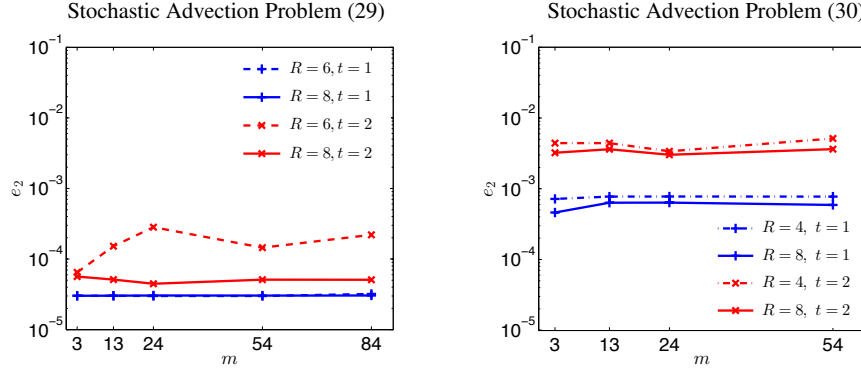 Stochastic Advection Problem (29)
10⁻¹
10⁻²
10⁻³
10⁻⁴
10⁻⁵
e₂
R = 6, t = 1
R = 8, t = 1
R = 6, t = 2
R = 8, t = 2
3 13 24 54 84
m
Stochastic Advection Problem (30)
10⁻¹
10⁻²
10⁻³
10⁻⁴
10⁻⁵
e₂
R = 4, t = 1
R = 8, t = 1
R = 4, t = 2
R = 8, t = 2
3 13 24 54
m